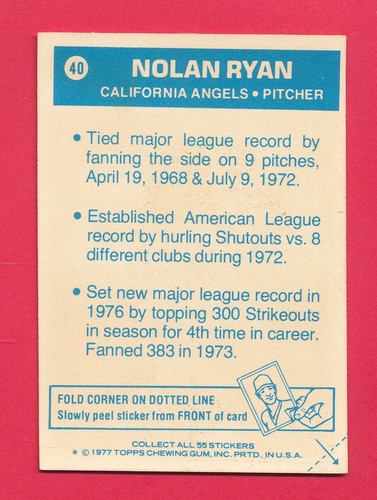 40
NOLAN RYAN
CALIFORNIA ANGELS • PITCHER
• Tied major league record by
fanning the side on 9 pitches,
April 19, 1968 & July 9, 1972.
• Established American League
record by hurling Shutouts vs. 8
different clubs during 1972.
• Set new major league record in
1976 by topping 300 Strikeouts
in season for 4th time in career.
Fanned 383 in 1973.
FOLD CORNER ON DOTTED LINE
Slowly peel sticker from FRONT of card
COLLECT ALL 55 STICKERS
* © 1977 TOPPS CHEWING GUM, INC. PRTD. IN U.S.A.